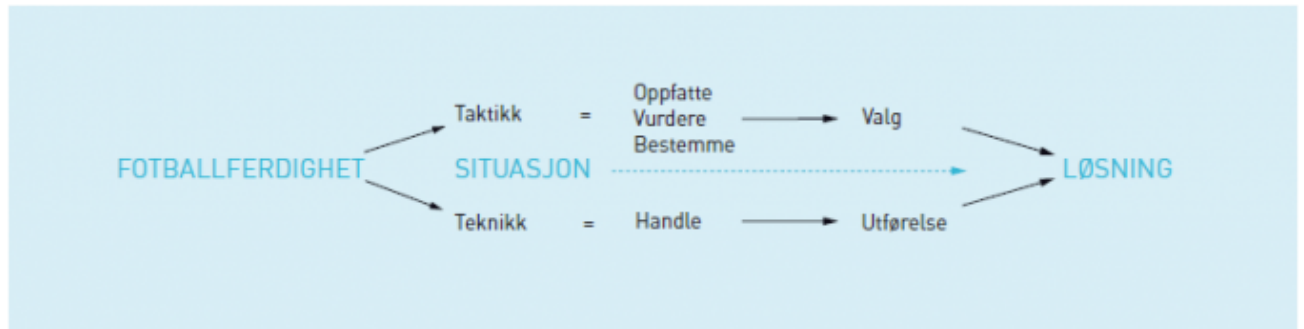 Taktikk = Oppfatte Vurdere Bestemme Valg
FOTBALLFERDIGHET SITUASJON LØSNING
Teknikk = Handle Utførelse